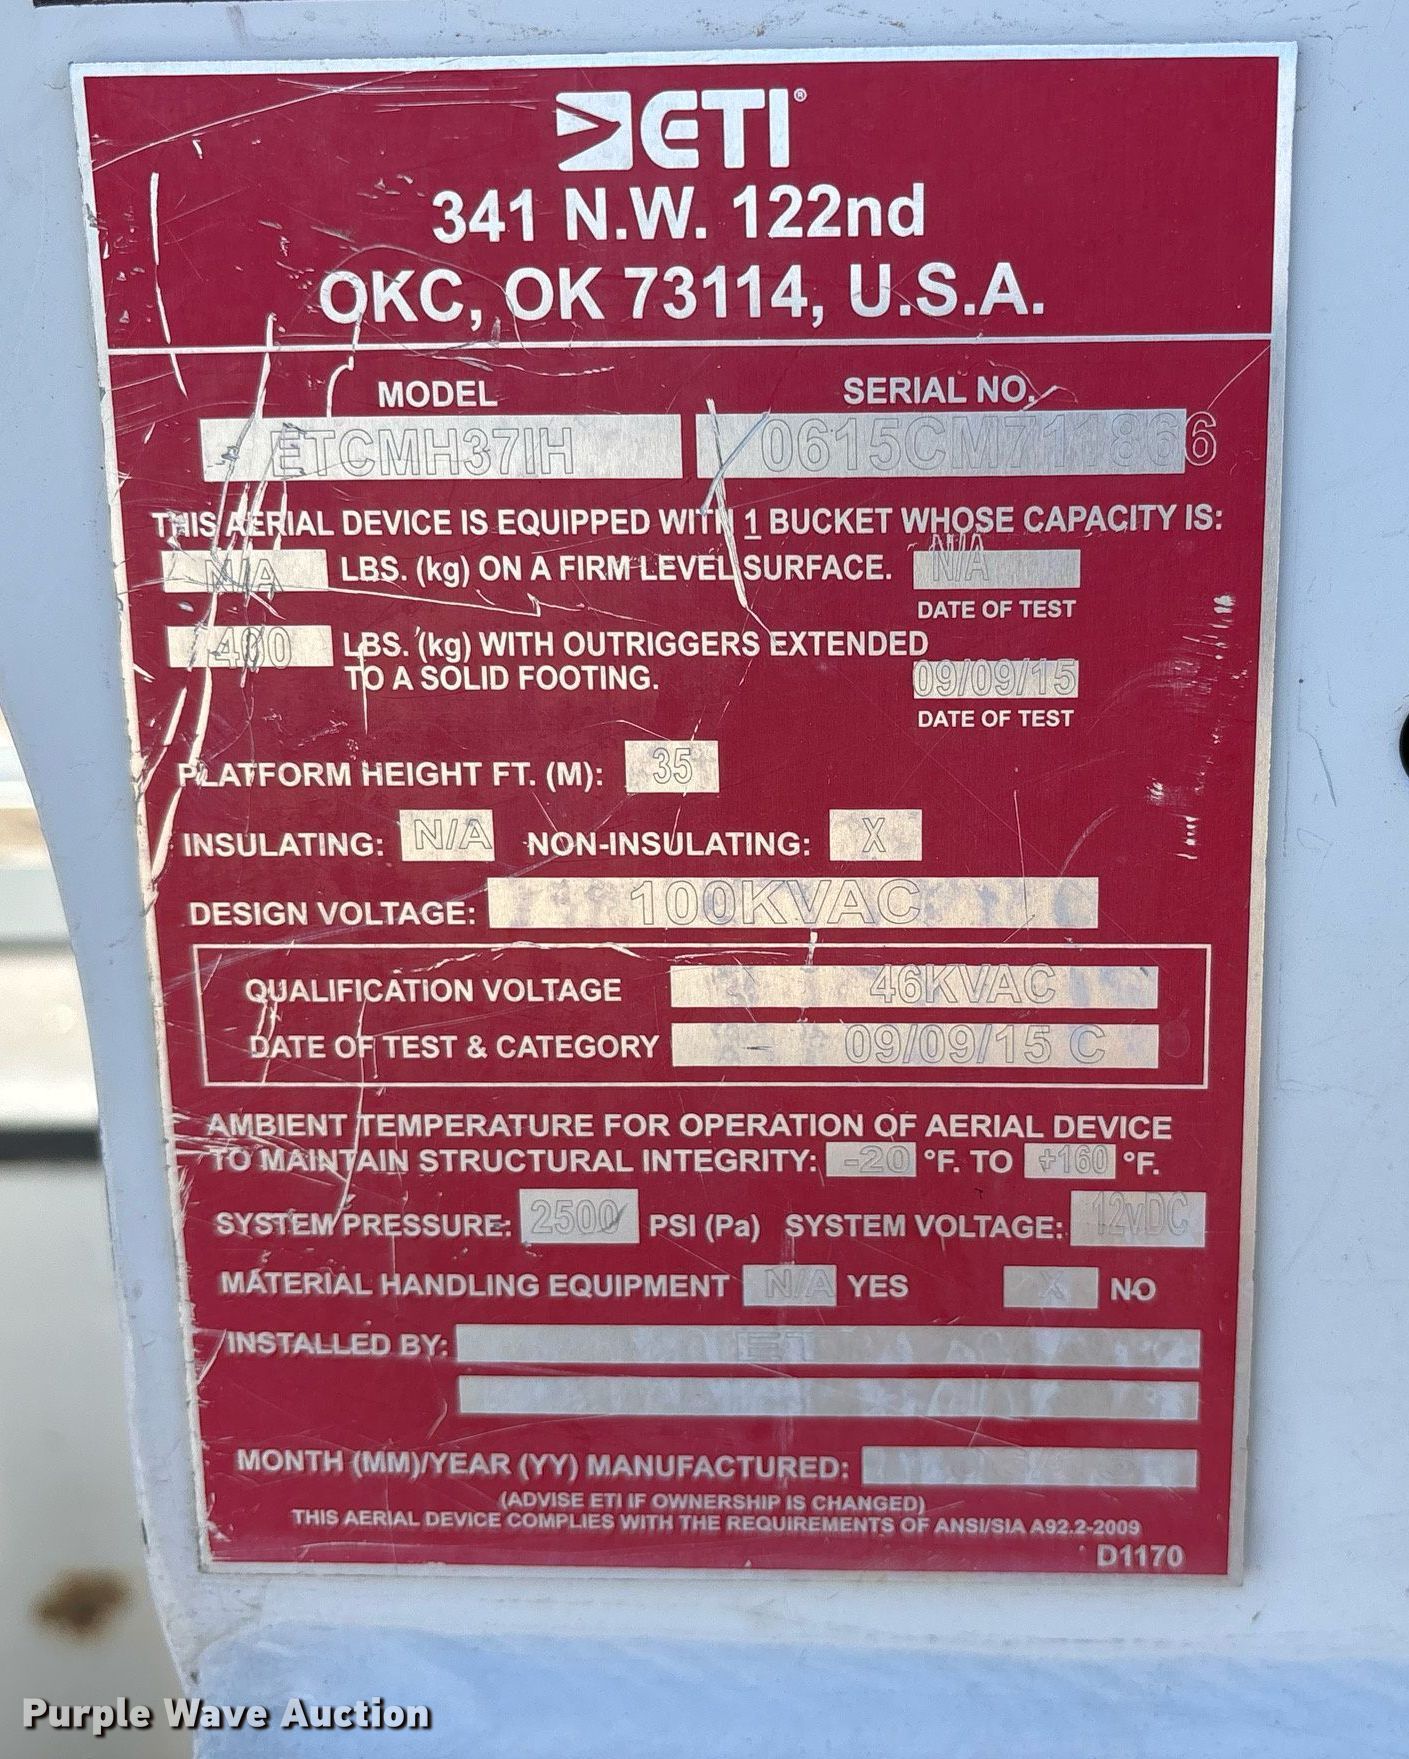 ETI®
341 N.W. 122nd
OKC, OK 73114, U.S.A.
MODEL SERIAL NO.
ETCMH37IH 0615CM711866
THIS AERIAL DEVICE IS EQUIPPED WITH 1 BUCKET WHOSE CAPACITY IS:
N/A LBS. (kg) ON A FIRM LEVEL SURFACE. N/A
DATE OF TEST
400 LBS. (kg) WITH OUTRIGGERS EXTENDED
TO A SOLID FOOTING. 09/09/15
DATE OF TEST
PLATFORM HEIGHT FT. (M): 35
INSULATING: N/A NON-INSULATING: X
DESIGN VOLTAGE: 100KVAC
QUALIFICATION VOLTAGE 46KVAC
DATE OF TEST & CATEGORY 09/09/15 C
AMBIENT TEMPERATURE FOR OPERATION OF AERIAL DEVICE
TO MAINTAIN STRUCTURAL INTEGRITY: -20 °F. TO +160 °F.
SYSTEM PRESSURE: 2500 PSI (Pa) SYSTEM VOLTAGE: 12vDC
MATERIAL HANDLING EQUIPMENT N/A YES X NO
INSTALLED BY: ETI
MONTH (MM)/YEAR (YY) MANUFACTURED:
(ADVISE ETI IF OWNERSHIP IS CHANGED)
THIS AERIAL DEVICE COMPLIES WITH THE REQUIREMENTS OF ANSI/SIA A92.2-2009
D1170
Purple Wave Auction